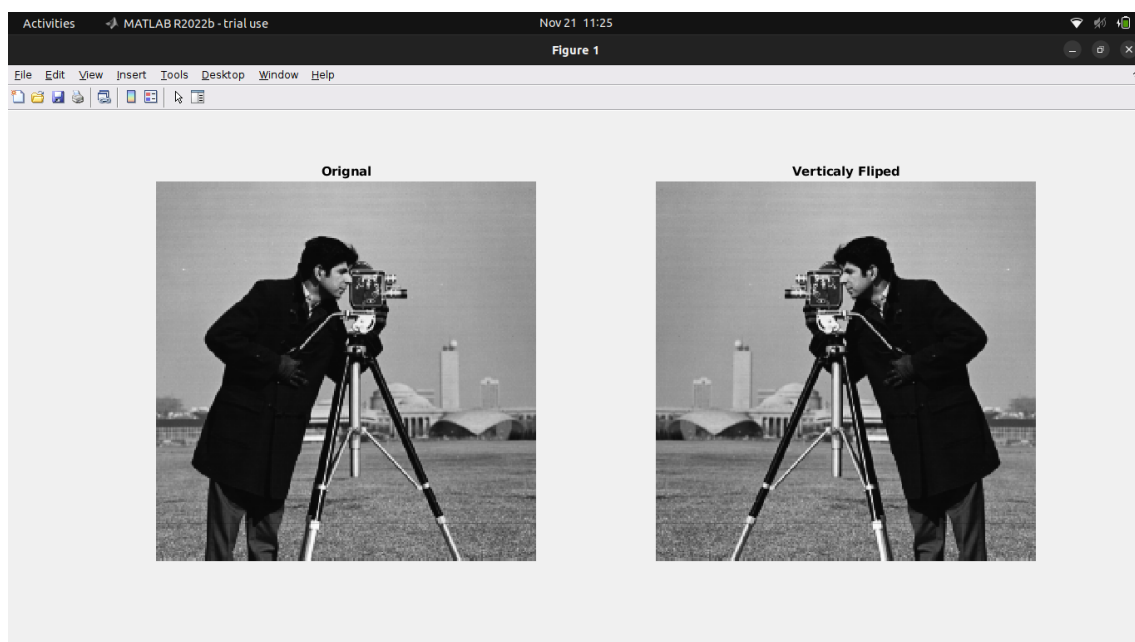 Activities MATLAB R2022b - trial use Nov 21 11:25
Figure 1
File Edit View Insert Tools Desktop Window Help
Orignal Verticaly Fliped